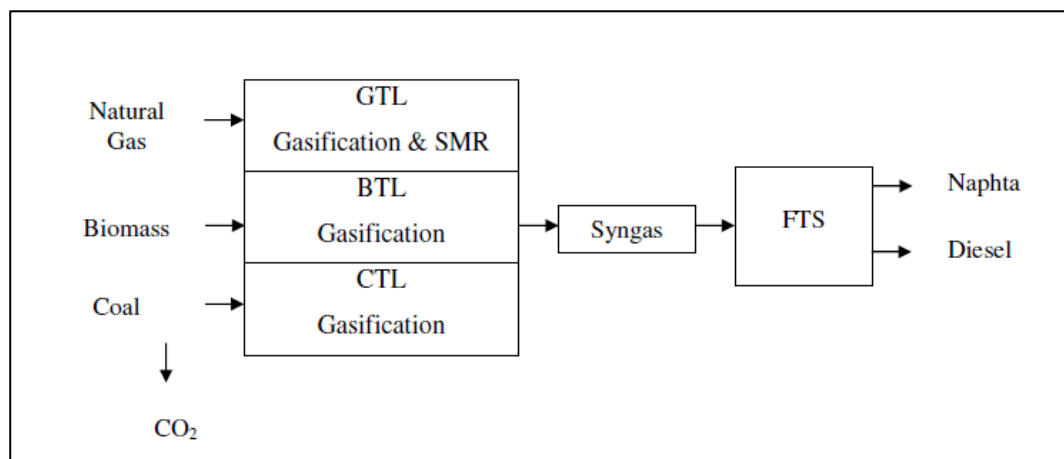 Natural
Gas
GTL
Gasification & SMR
Biomass
BTL
Gasification
Coal
CTL
Gasification
CO₂
Syngas
FTS
Naphta
Diesel